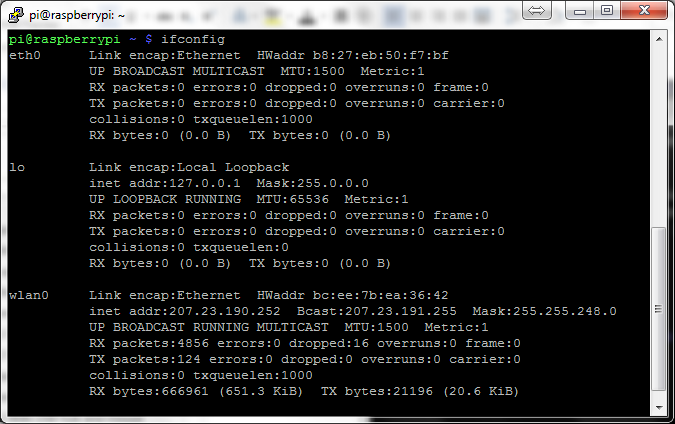 pi@raspberrypi: ~
pi@raspberrypi ~ $ ifconfig
eth0      Link encap:Ethernet  HWaddr b8:27:eb:50:f7:bf
          UP BROADCAST MULTICAST  MTU:1500  Metric:1
          RX packets:0 errors:0 dropped:0 overruns:0 frame:0
          TX packets:0 errors:0 dropped:0 overruns:0 carrier:0
          collisions:0 txqueuelen:1000
          RX bytes:0 (0.0 B)  TX bytes:0 (0.0 B)
lo        Link encap:Local Loopback
          inet addr:127.0.0.1  Mask:255.0.0.0
          UP LOOPBACK RUNNING  MTU:65536  Metric:1
          RX packets:0 errors:0 dropped:0 overruns:0 frame:0
          TX packets:0 errors:0 dropped:0 overruns:0 carrier:0
          collisions:0 txqueuelen:0
          RX bytes:0 (0.0 B)  TX bytes:0 (0.0 B)
wlan0     Link encap:Ethernet  HWaddr bc:ee:7b:ea:36:42
          inet addr:207.23.190.252  Bcast:207.23.191.255  Mask:255.255.248.0
          UP BROADCAST RUNNING MULTICAST  MTU:1500  Metric:1
          RX packets:4856 errors:0 dropped:16 overruns:0 frame:0
          TX packets:124 errors:0 dropped:0 overruns:0 carrier:0
          collisions:0 txqueuelen:1000
          RX bytes:666961 (651.3 KiB)  TX bytes:21196 (20.6 KiB)